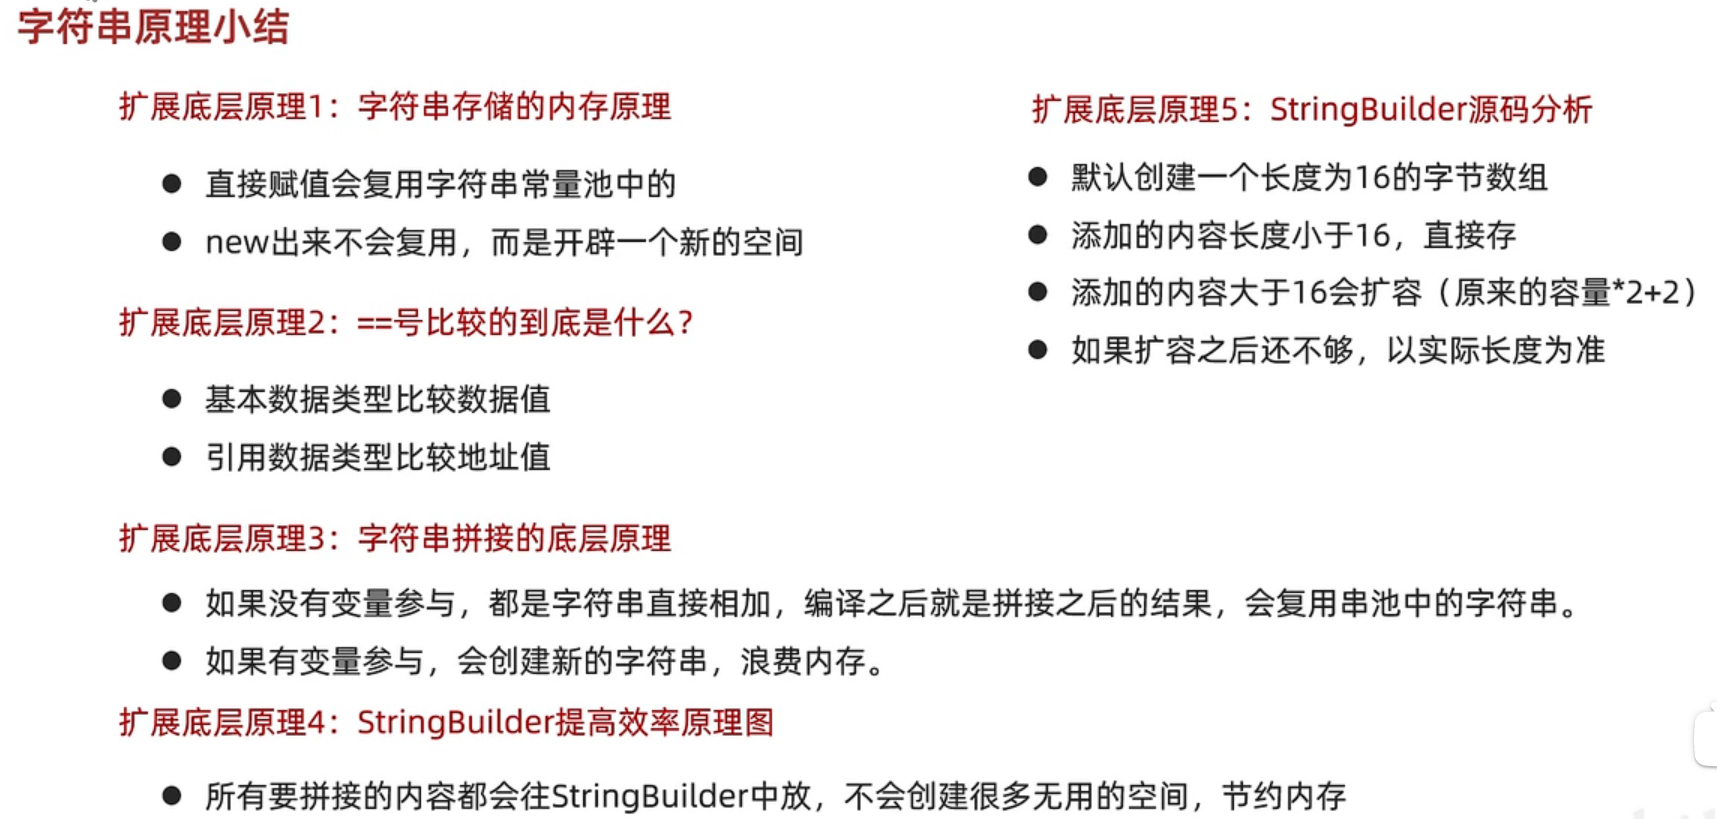 字符串原理小结
扩展底层原理1：字符串存储的内存原理
直接赋值会复用字符串常量池中的
new出来不会复用，而是开辟一个新的空间
扩展底层原理2：==号比较的到底是什么？
基本数据类型比较数据值
引用数据类型比较地址值
扩展底层原理3：字符串拼接的底层原理
如果没有变量参与，都是字符串直接相加，编译之后就是拼接之后的结果，会复用串池中的字符串。
如果有变量参与，会创建新的字符串，浪费内存。
扩展底层原理4：StringBuilder提高效率原理图
所有要拼接的内容都会往StringBuilder中放，不会创建很多无用的空间，节约内存
扩展底层原理5：StringBuilder源码分析
默认创建一个长度为16的字节数组
添加的内容长度小于16，直接存
添加的内容大于16会扩容（原来的容量*2+2）
如果扩容之后还不够，以实际长度为准